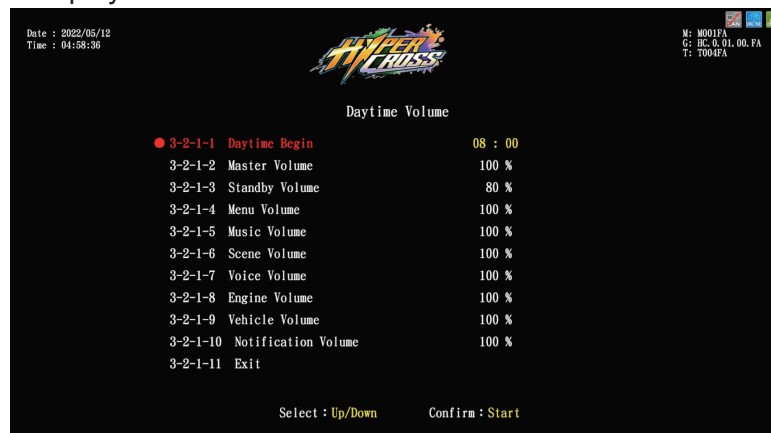 Date : 2022/05/12
Time : 04:58:36
HYPER
CROSS
M: M001FA
G: HC.0.01.00.FA
T: T004FA
Daytime Volume
3-2-1-1 Daytime Begin 08 : 00
3-2-1-2 Master Volume 100 %
3-2-1-3 Standby Volume 80 %
3-2-1-4 Menu Volume 100 %
3-2-1-5 Music Volume 100 %
3-2-1-6 Scene Volume 100 %
3-2-1-7 Voice Volume 100 %
3-2-1-8 Engine Volume 100 %
3-2-1-9 Vehicle Volume 100 %
3-2-1-10 Notification Volume 100 %
3-2-1-11 Exit
Select : Up/Down Confirm : Start